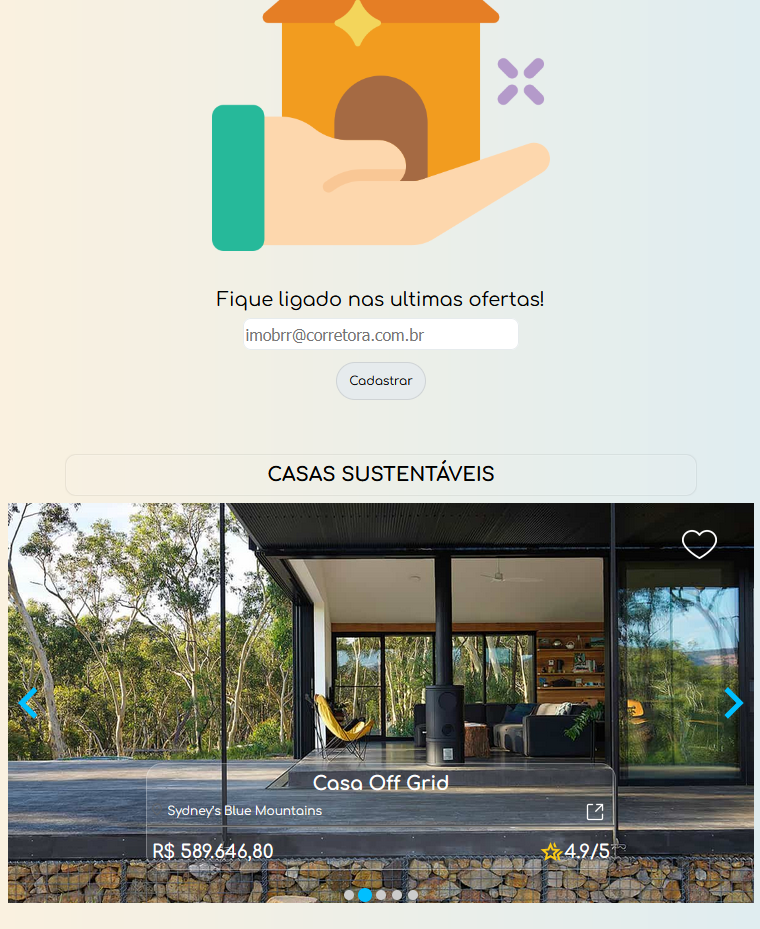 Fique ligado nas ultimas ofertas!
imobrr@corretora.com.br
Cadastrar
CASAS SUSTENTÁVEIS
Casa Off Grid
Sydney's Blue Mountains
R$ 589.646,80
4.9/5